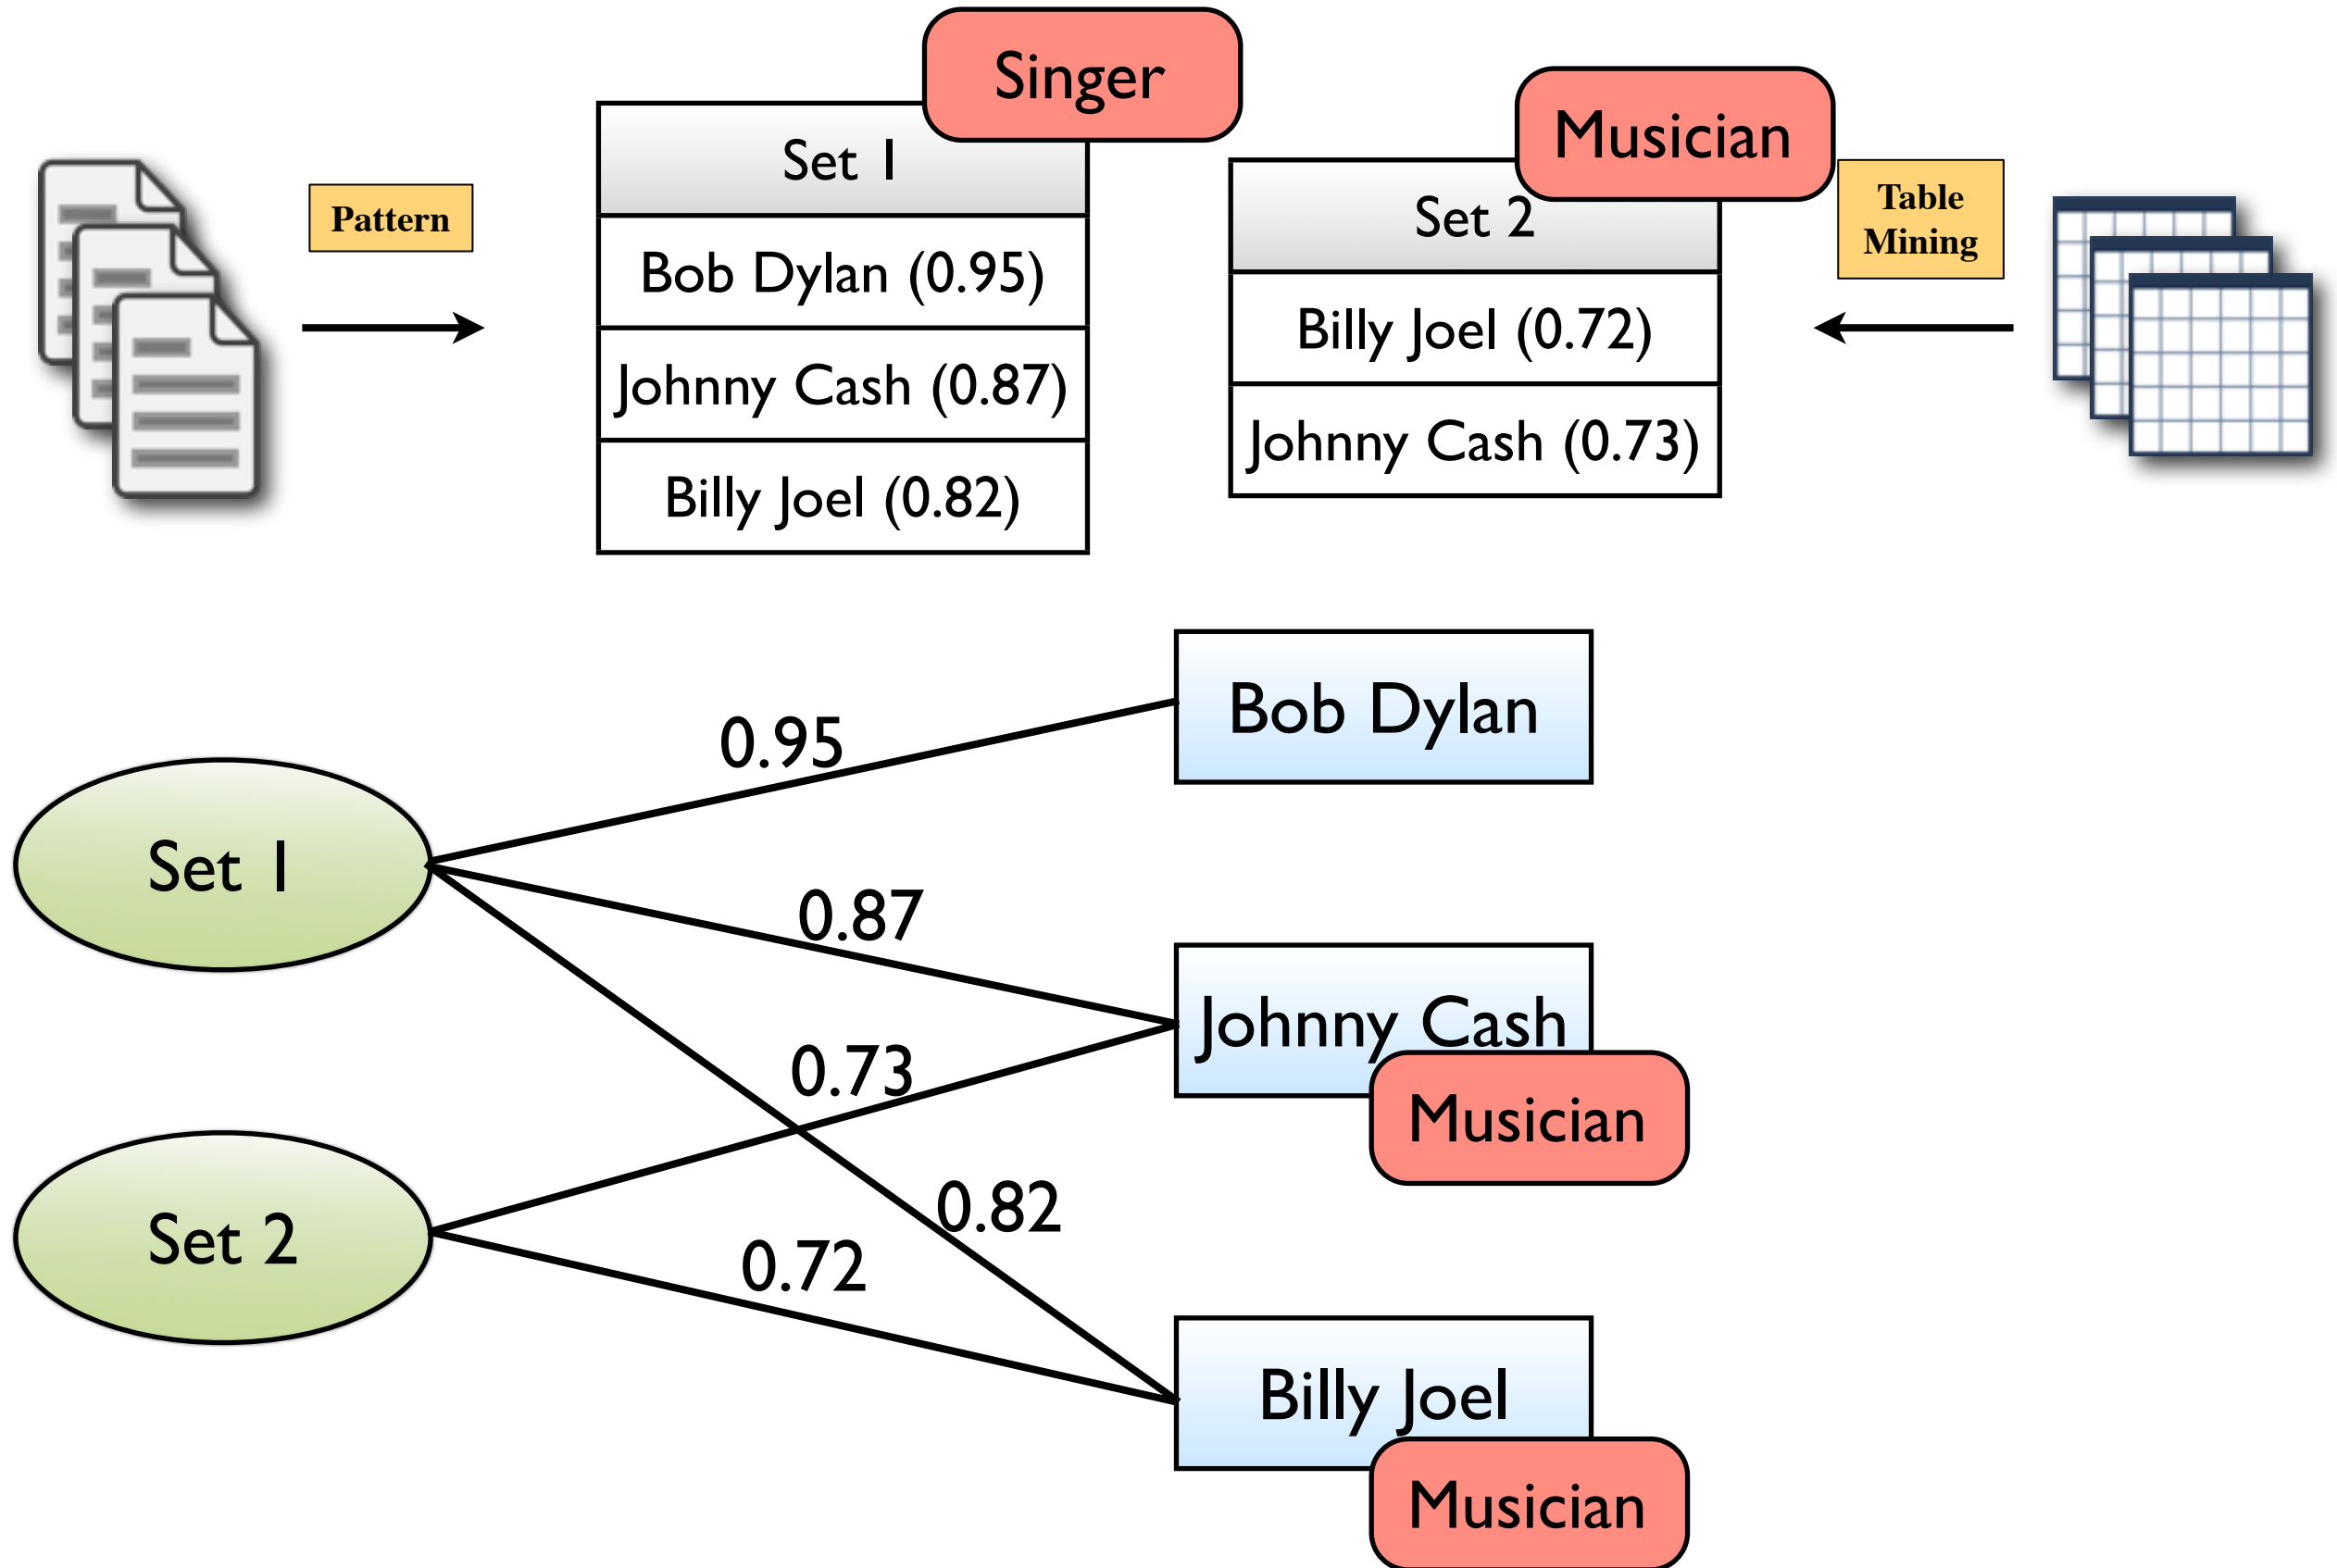 Singer
Musician
Pattern
Set 1
Bob Dylan (0.95)
Johnny Cash (0.87)
Billy Joel (0.82)
Set 2
Billy Joel (0.72)
Johnny Cash (0.73)
Table
Mining
Set 1
Set 2
0.95
0.87
0.73
0.82
0.72
Bob Dylan
Johnny Cash
Musician
Billy Joel
Musician